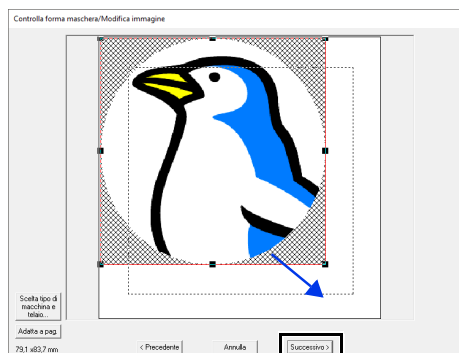 Controlla forma maschera/Modifica immagine
Scelta tipo di
macchina e
telaio...
Adatta a pag.
79,1 x83,7 mm
< Precedente
Annulla
Successivo >